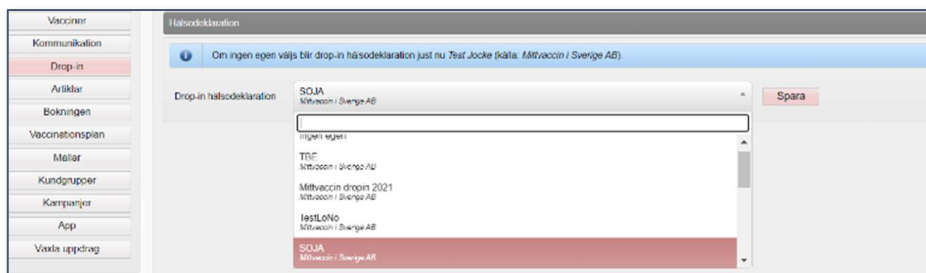 Vacciner
Kommunikation
Drop-in
Artiklar
Bokningen
Vaccinationsplan
Mallar
Kundgrupper
Kampanjer
App
Växla uppdrag
Hälsodeklaration
Om ingen egen väljs blir drop-in hälsodeklaration just nu Test Jocke (källa: Mittvaccin i Sverige AB).
Drop-in hälsodeklaration
SOJA
Mittvaccin i Sverige AB
Spara
Ingen egen
TBE
Mittvaccin i Sverige AB
Mittvaccin dropin 2021
Mittvaccin i Sverige AB
TestLoNo
Mittvaccin i Sverige AB
SOJA
Mittvaccin i Sverige AB